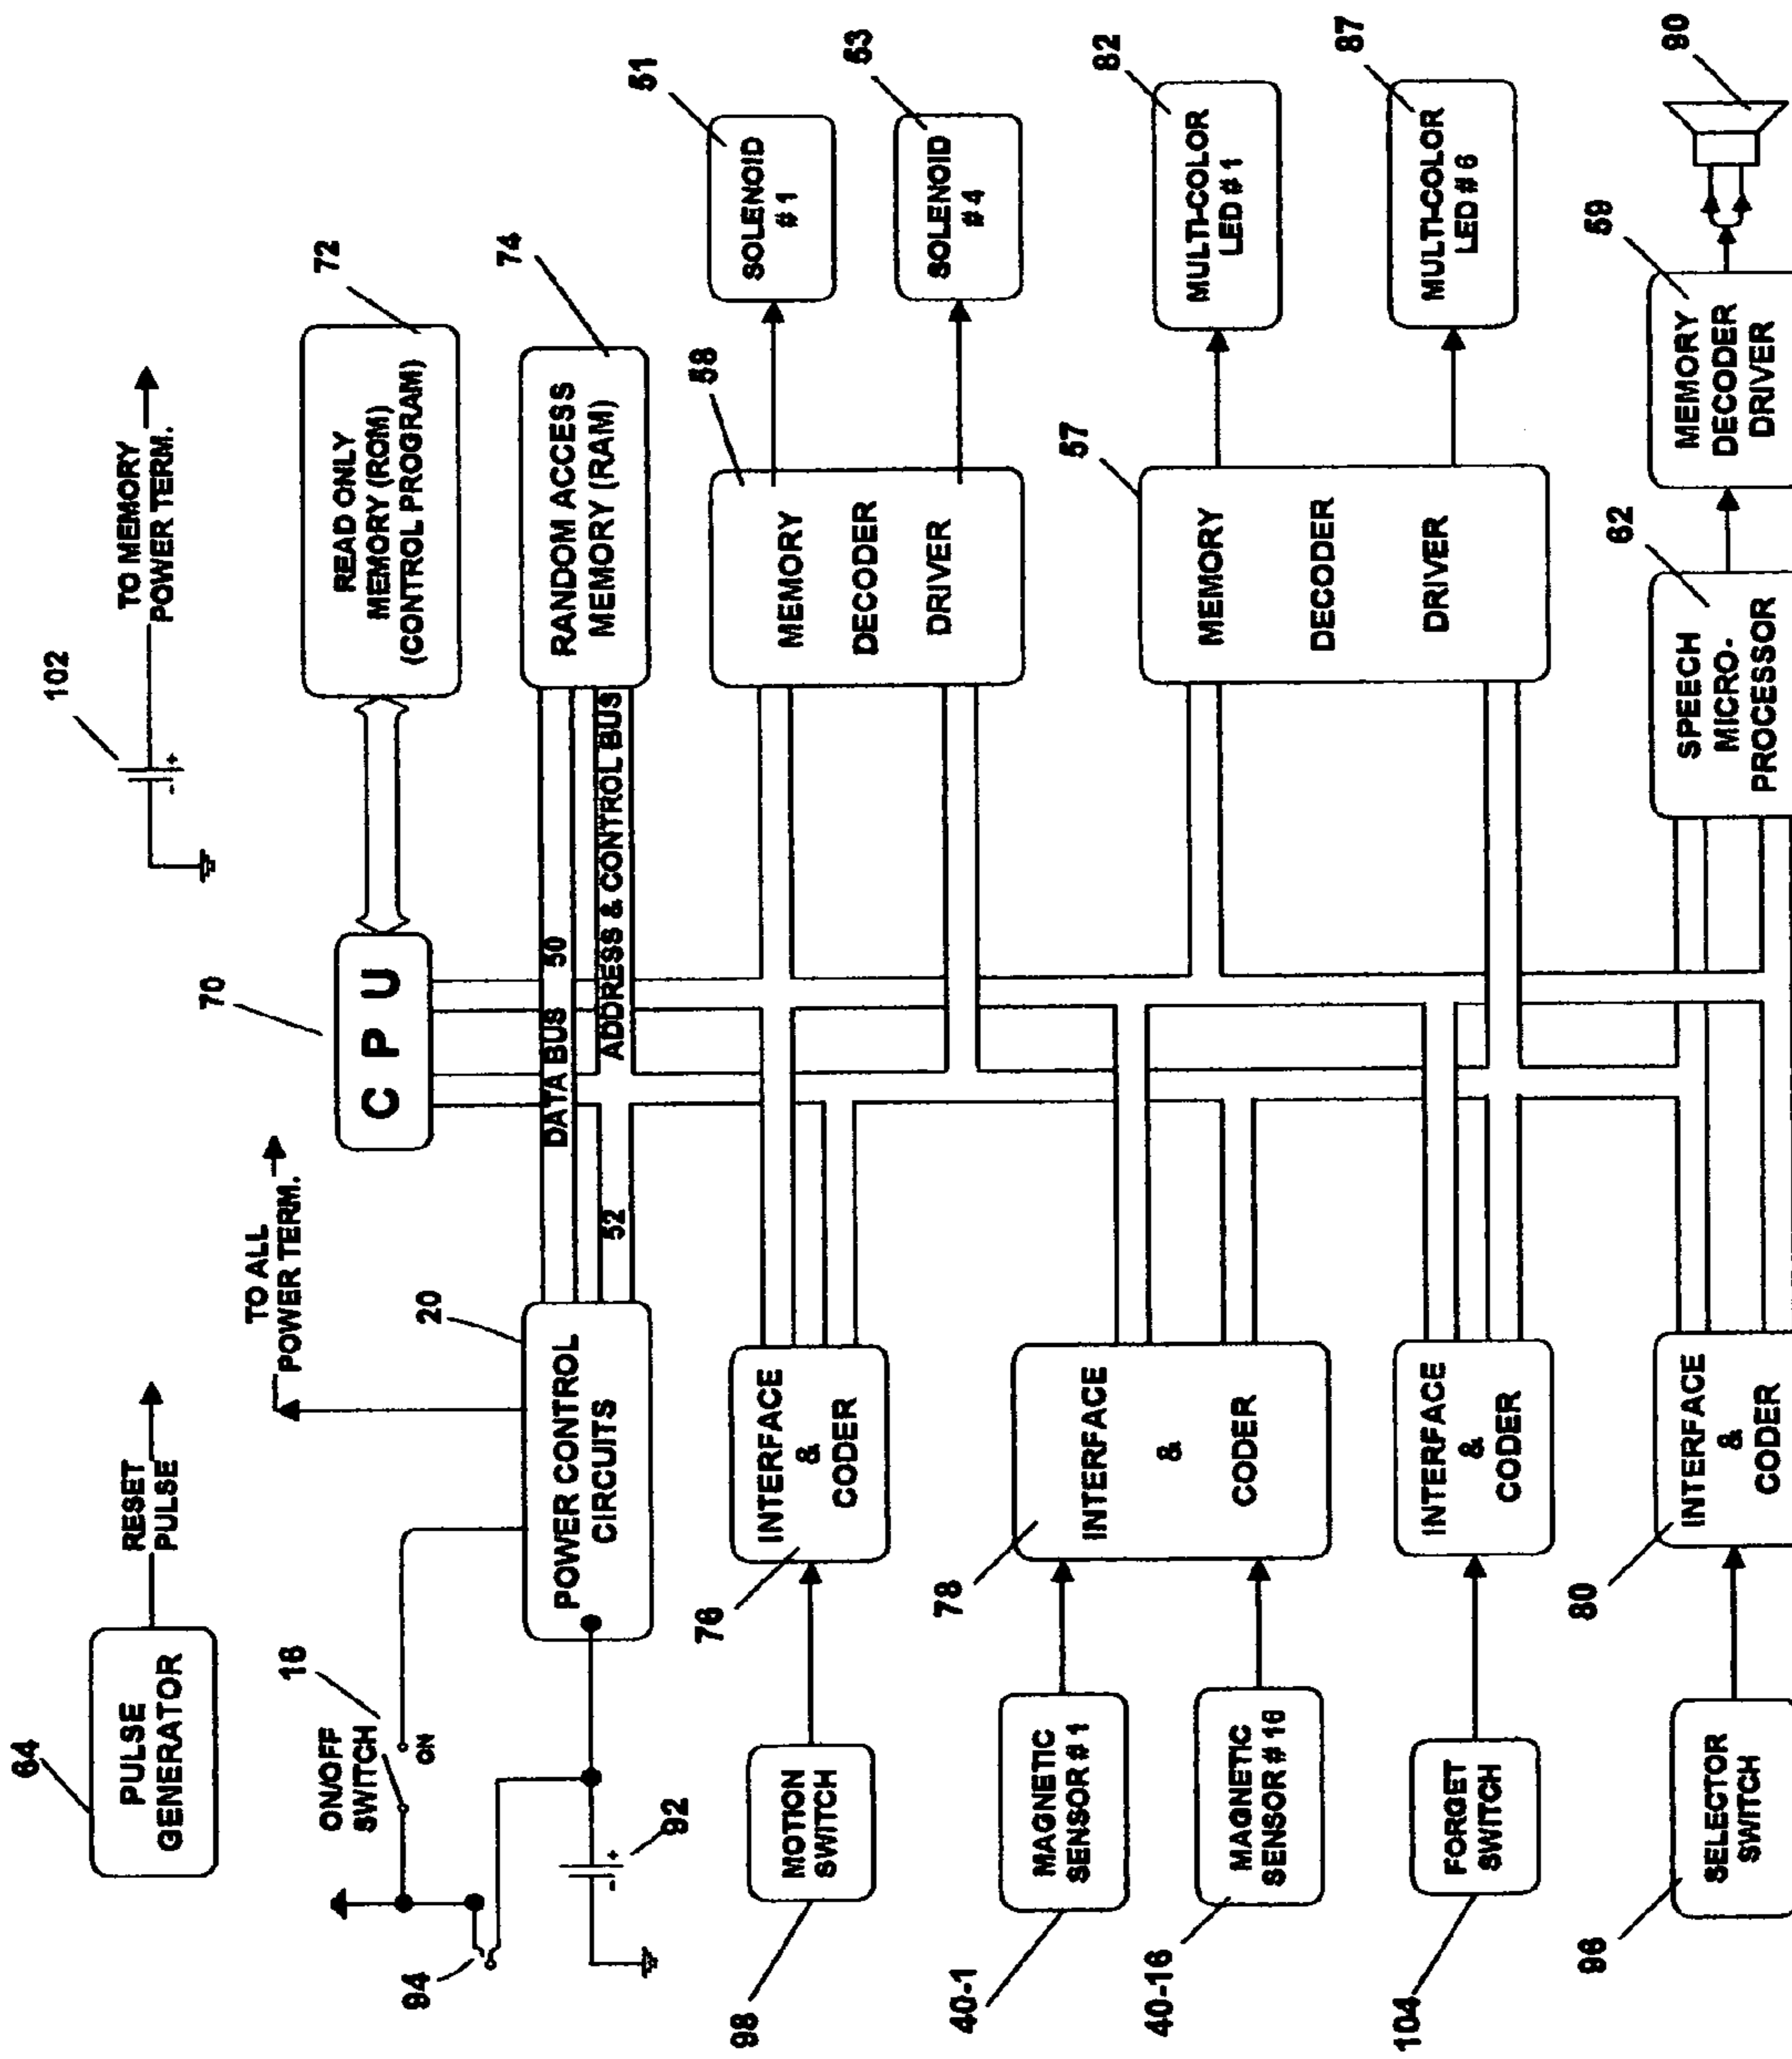 64
PULSE
GENERATOR
RESET
PULSE
102
TO MEMORY
POWER TERM.
TO ALL
POWER TERM.
ON/OFF
SWITCH
16
ON
94
- +
92
20
POWER CONTROL
CIRCUITS
70
CPU
72
READ ONLY
MEMORY (ROM)
(CONTROL PROGRAM)
74
RANDOM ACCESS
MEMORY (RAM)
DATA BUS 50
52
ADDRESS & CONTROL BUS
- +
98
MOTION
SWITCH
76
INTERFACE
&
CODER
58
MEMORY
DECODER
DRIVER
51
SOLENOID
# 1
53
SOLENOID
# 4
40-1
MAGNETIC
SENSOR # 1
40-16
MAGNETIC
SENSOR # 16
78
INTERFACE
&
CODER
57
MEMORY
DECODER
DRIVER
82
MULTI-COLOR
LED # 1
87
MULTI-COLOR
LED # 6
104
FORGET
SWITCH
INTERFACE
&
CODER
96
SELECTOR
SWITCH
80
INTERFACE
&
CODER
62
SPEECH
MICRO-
PROCESSOR
59
MEMORY
DECODER
DRIVER
90